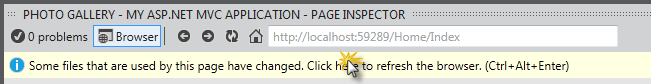 PHOTO GALLERY - MY ASP.NET MVC APPLICATION - PAGE INSPECTOR
0 problems Browser http://localhost:59289/Home/Index
Some files that are used by this page have changed. Click here to refresh the browser. (Ctrl+Alt+Enter)